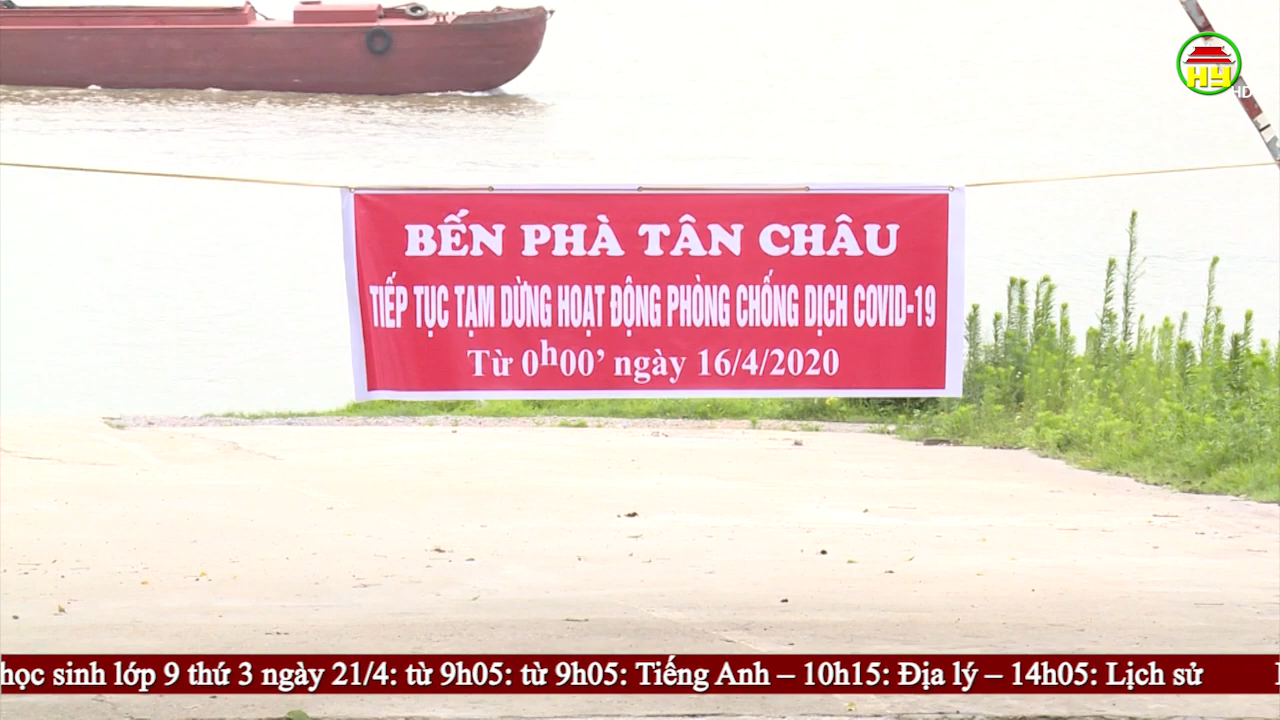 HY
HD
BẾN PHÀ TÂN CHÂU
TIẾP TỤC TẠM DỪNG HOẠT ĐỘNG PHÒNG CHỐNG DỊCH COVID-19
Từ 0h00’ ngày 16/4/2020
học sinh lớp 9 thứ 3 ngày 21/4: từ 9h05: từ 9h05: Tiếng Anh – 10h15: Địa lý – 14h05: Lịch sử